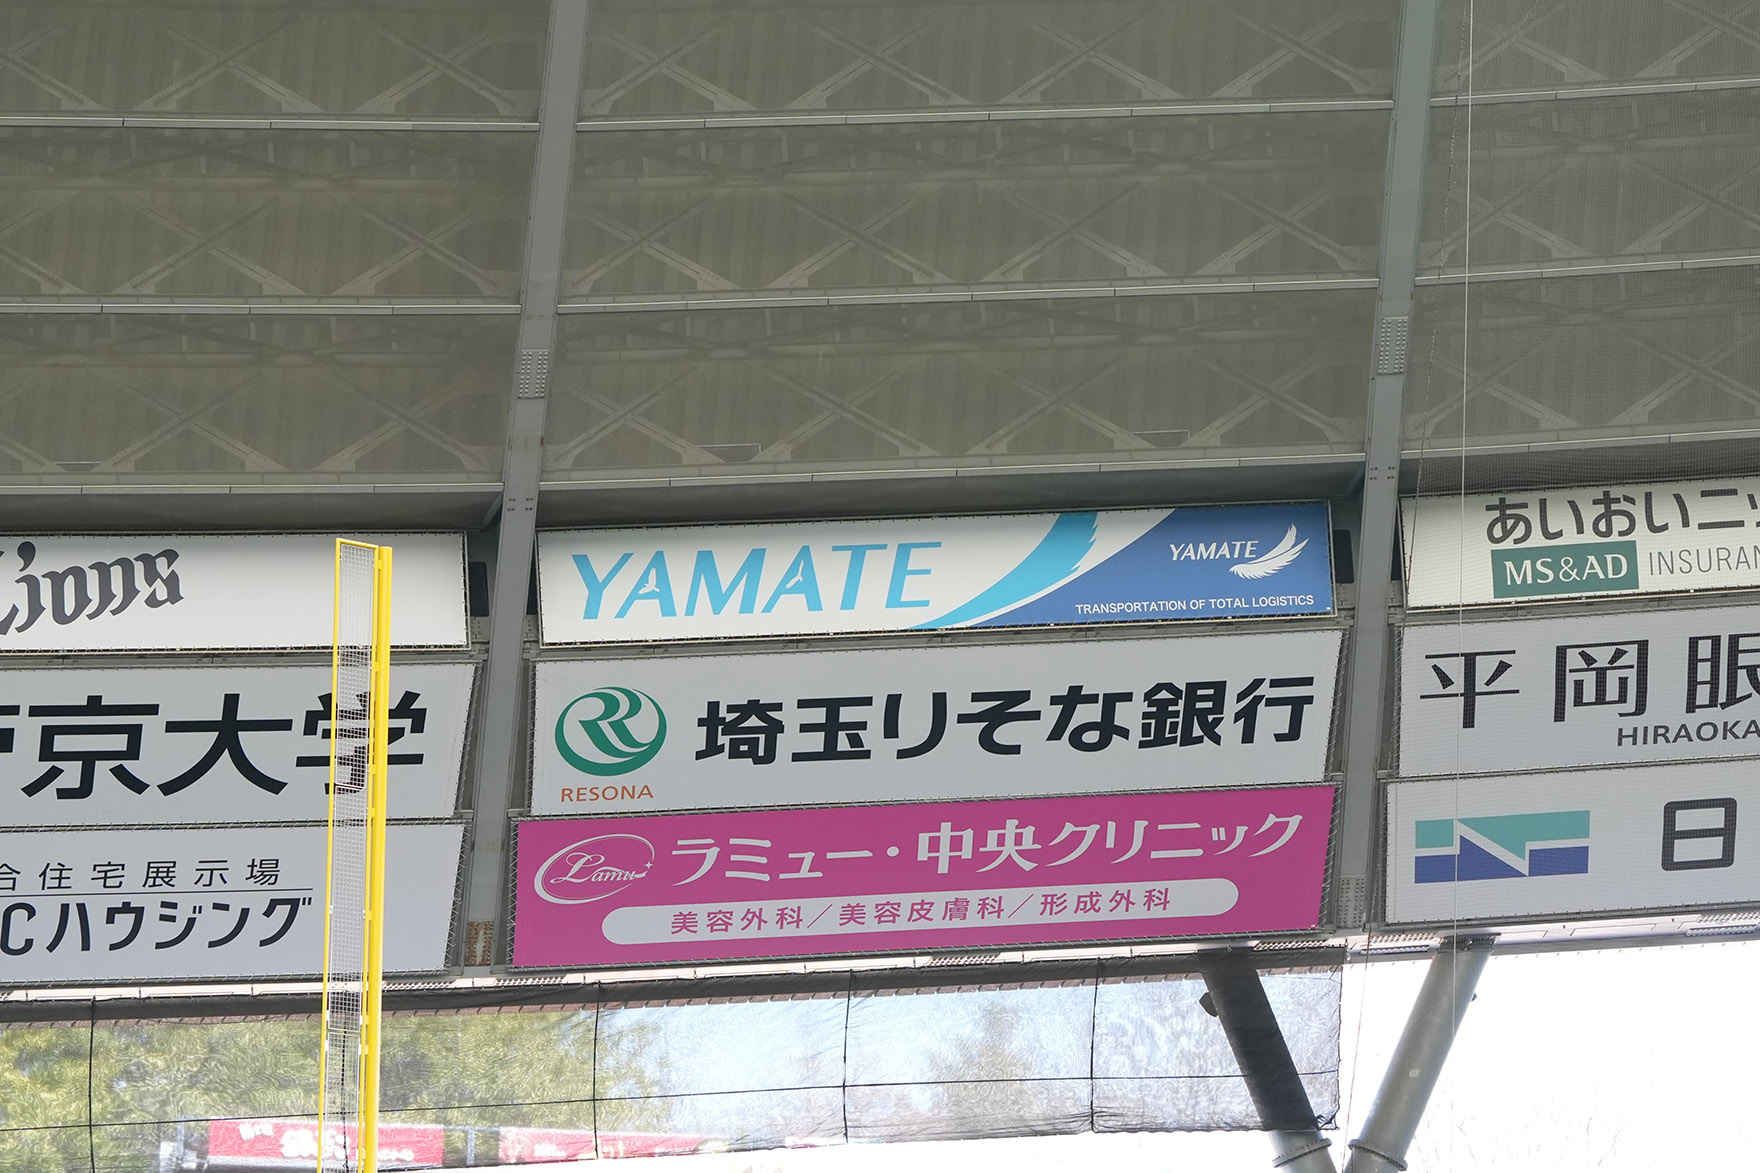 Lions
京大学
合住宅展示場
Cハウジング
YAMATE
YAMATE
TRANSPORTATION OF TOTAL LOGISTICS
RESONA
埼玉りそな銀行
Lamu
ラミュー・中央クリニック
美容外科/美容皮膚科/形成外科
あいおいニッ
MS&AD INSURAN
平岡眼
HIRAOKA
N
日